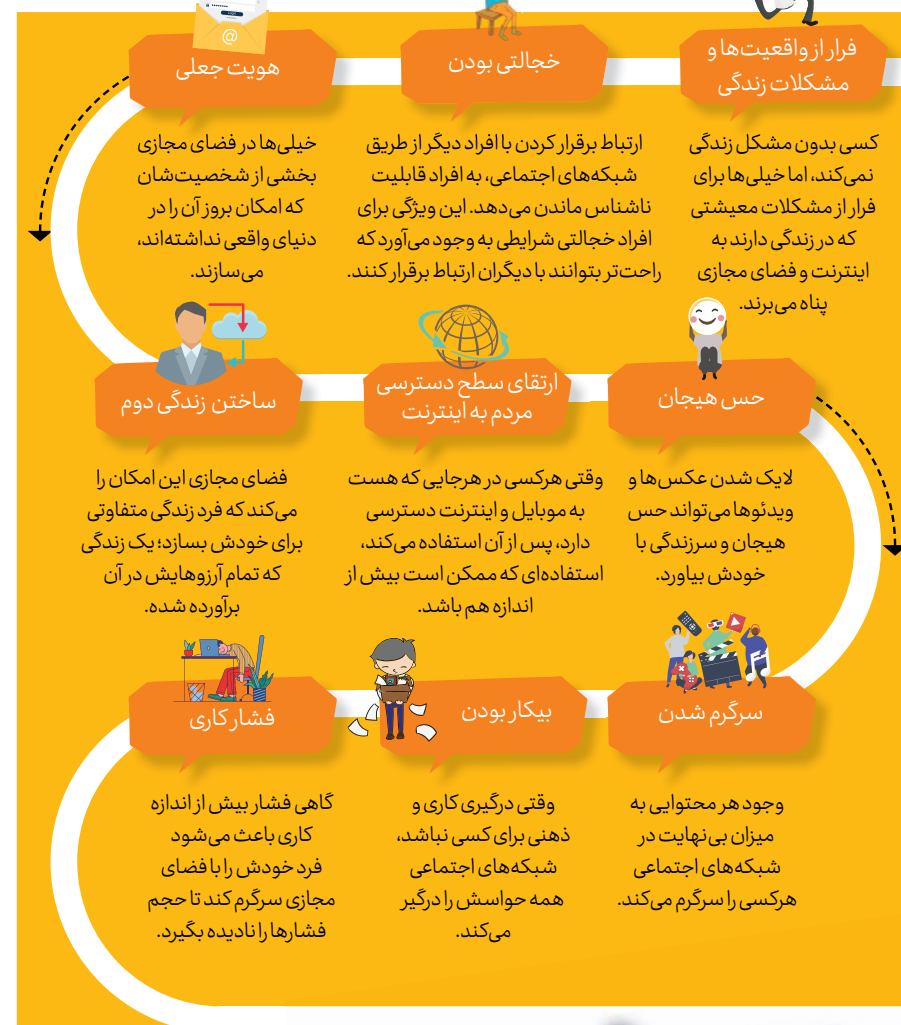 فرار از واقعیت‌ها و
مشکلات زندگی
کسی بدون مشکل زندگی
نمی‌کند، اما خیلی‌ها برای
فرار از مشکلات معیشتی
که در زندگی دارند به
اینترنت و فضای مجازی
پناه می‌برند.
خجالتی بودن
ارتباط برقرار کردن با افراد دیگر از طریق
شبکه‌های اجتماعی، به افراد قابلیت
ناشناس ماندن می‌دهد. این ویژگی برای
افراد خجالتی شرایطی به وجود می‌آورد که
راحت‌تر بتوانند با دیگران ارتباط برقرار کنند.
@
هویت جعلی
خیلی‌ها در فضای مجازی
بخشی از شخصیت‌شان
که امکان بروز آن را در
دنیای واقعی نداشته‌اند،
می‌سازند.
حس هیجان
لایک شدن عکس‌ها و
ویدئوها می‌تواند حس
هیجان و سرزندگی با
خودش بیاورد.
ارتقای سطح دسترسی
مردم به اینترنت
وقتی هرکسی در هرجایی که هست
به موبایل و اینترنت دسترسی
دارد، پس از آن استفاده می‌کند،
استفاده‌ای که ممکن است بیش از
اندازه هم باشد.
ساختن زندگی دوم
فضای مجازی این امکان را
می‌کند که فرد زندگی متفاوتی
برای خودش بسازد؛ یک زندگی
که تمام آرزوهایش در آن
برآورده شده.
سرگرم شدن
وجود هر محتوایی به
میزان بی‌نهایت در
شبکه‌های اجتماعی
هرکسی را سرگرم می‌کند.
بیکار بودن
وقتی درگیری کاری و
ذهنی برای کسی نباشد،
شبکه‌های اجتماعی
همه حواسش را درگیر
می‌کند.
فشار کاری
گاهی فشار بیش از اندازه
کاری باعث می‌شود
فرد خودش را با فضای
مجازی سرگرم کند تا حجم
فشارها را نادیده بگیرد.